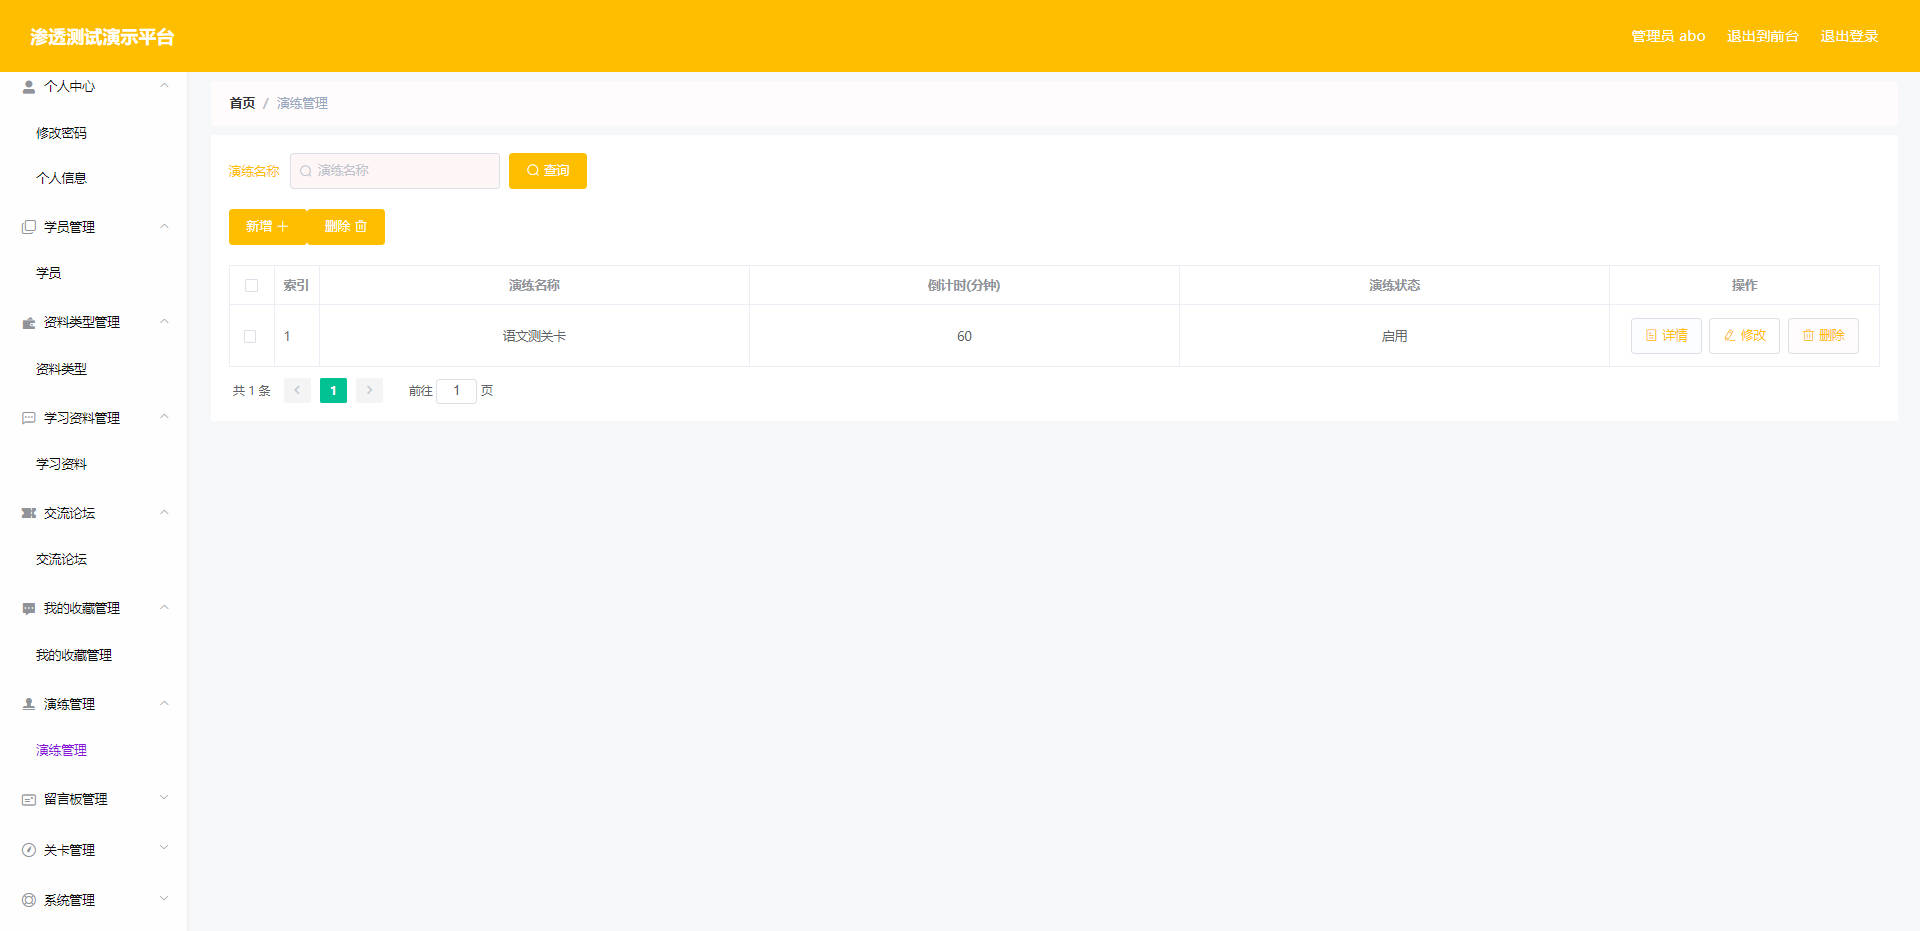 渗透测试演示平台
管理员 abo 退出到前台 退出登录
个人中心
修改密码
个人信息
学员管理
学员
资料类型管理
资料类型
学习资料管理
学习资料
交流论坛
交流论坛
我的收藏管理
我的收藏管理
演练管理
演练管理
留言板管理
关卡管理
系统管理
首页 / 演练管理
演练名称 演练名称 查询
新增 删除
索引 演练名称 倒计时(分钟) 演练状态 操作
1 语文测关卡 60 启用 详情 修改 删除
共 1 条 1 前往 1 页